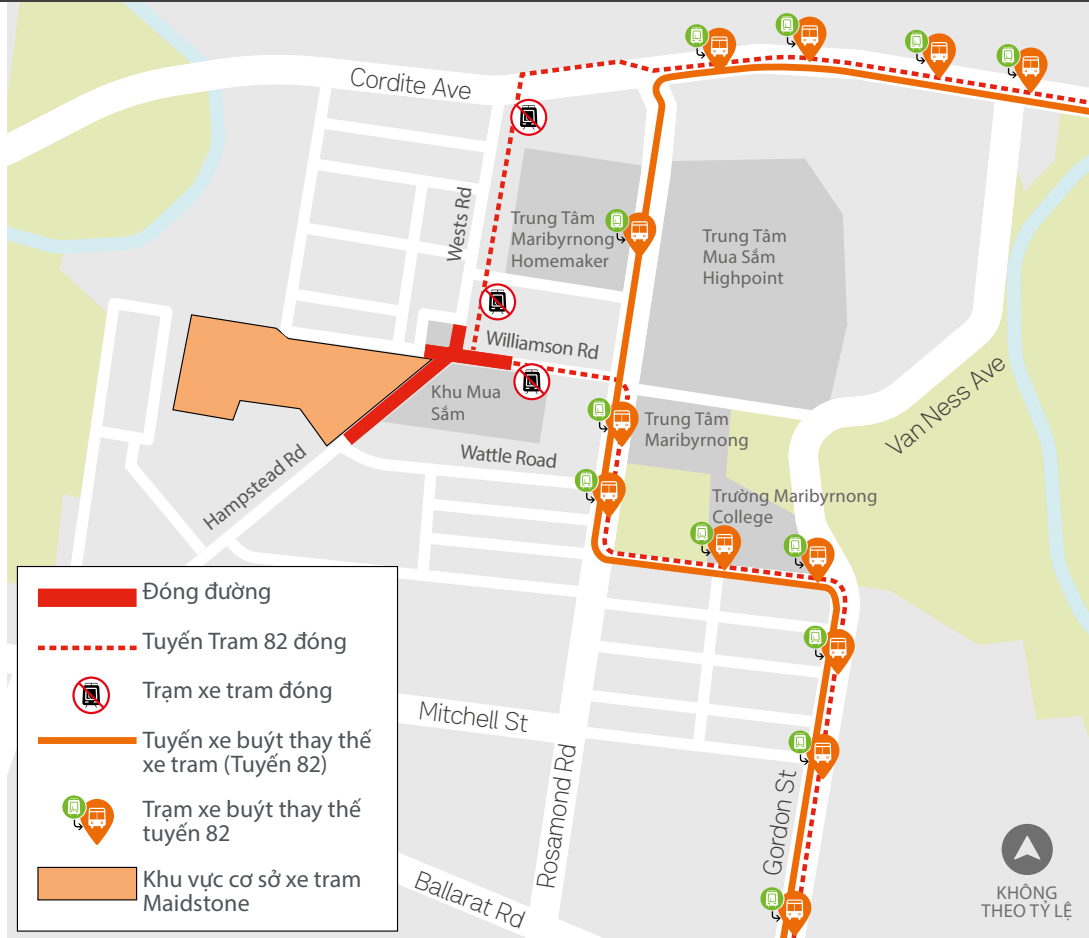 Cordite Ave
Wests Rd
Trung Tâm
Maribyrnong
Homemaker
Trung Tâm
Mua Sắm
Highpoint
Williamson Rd
Khu Mua
Sắm
Trung Tâm
Maribyrnong
Van Ness Ave
Wattle Road
Hampstead Rd
Trường Maribyrnong
College
Mitchell St
Rosamond Rd
Gordon St
Ballarat Rd
Đóng đường
Tuyến Tram 82 đóng
Trạm xe tram đóng
Tuyến xe buýt thay thế
xe tram (Tuyến 82)
Trạm xe buýt thay thế
tuyến 82
Khu vực cơ sở xe tram
Maidstone
KHÔNG
THEO TỶ LỆ